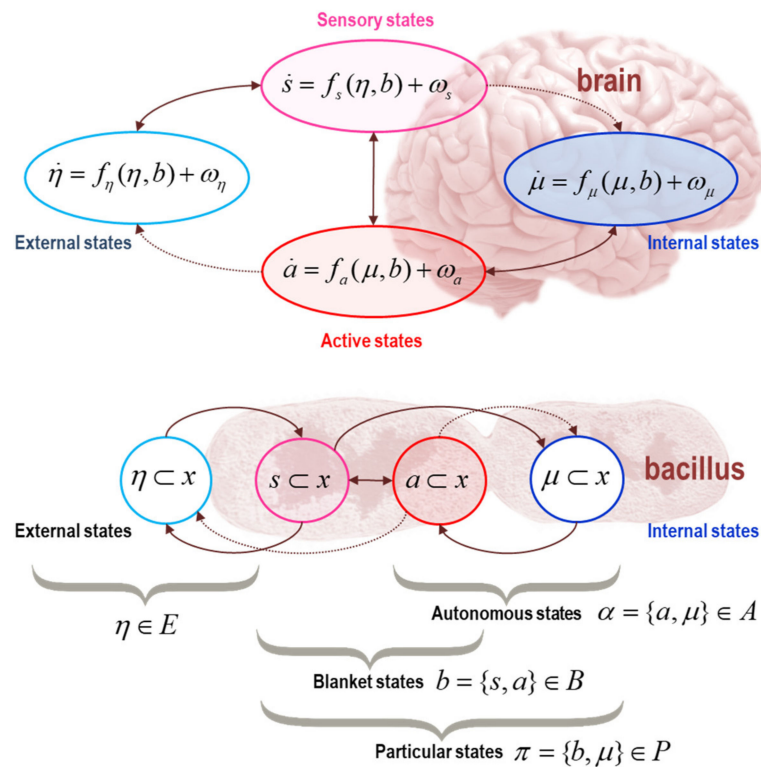 Sensory states
ṡ = f_s(η, b) + ω_s
brain
η̇ = f_η(η, b) + ω_η
μ̇ = f_μ(μ, b) + ω_μ
External states
Internal states
ȧ = f_a(μ, b) + ω_a
Active states
η ⊂ x
s ⊂ x
a ⊂ x
μ ⊂ x
bacillus
External states
Internal states
η ∈ E
Autonomous states α = {a, μ} ∈ A
Blanket states b = {s, a} ∈ B
Particular states π = {b, μ} ∈ P